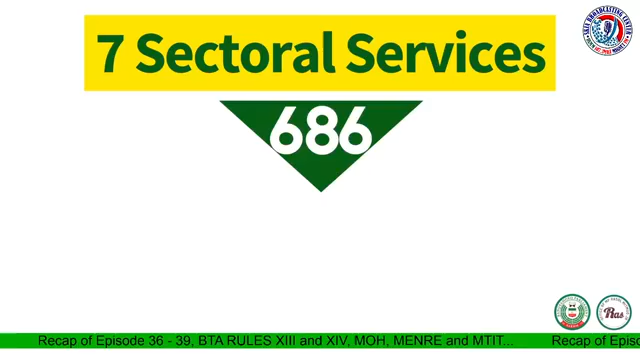 7 Sectoral Services
686
Recap of Episode 36 - 39, BTA RULES XIII and XIV, MOH, MENRE and MTIT... Recap of Episo
Ras